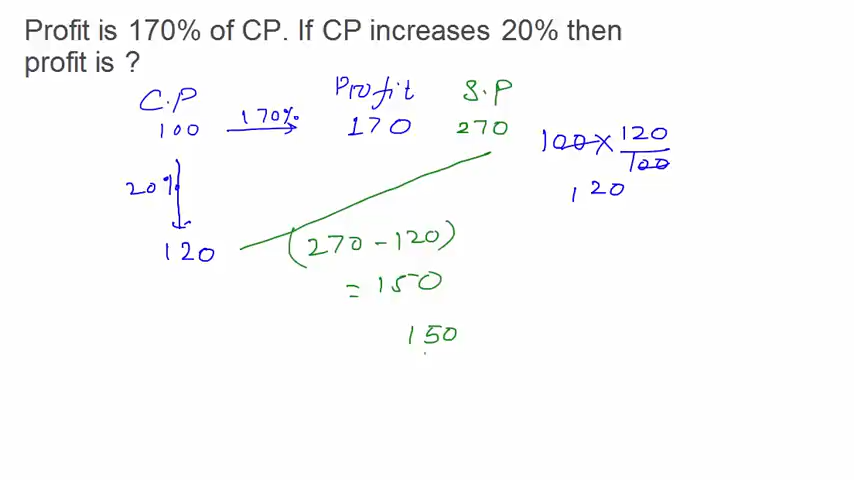 Profit is 170% of CP. If CP increases 20% then
profit is ?
C.P Profit S.P
100 170% 170 270
100 × 120/100
20% 120
120 (270 - 120)
= 150
150